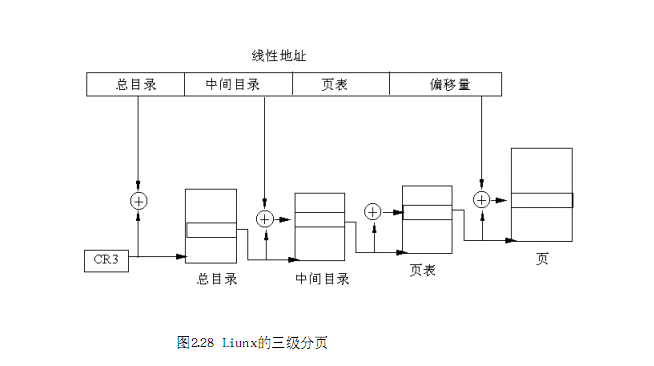 线性地址
总目录 中间目录 页表 偏移量
CR3
总目录
中间目录
页表
页
图2.28 Liunx的三级分页